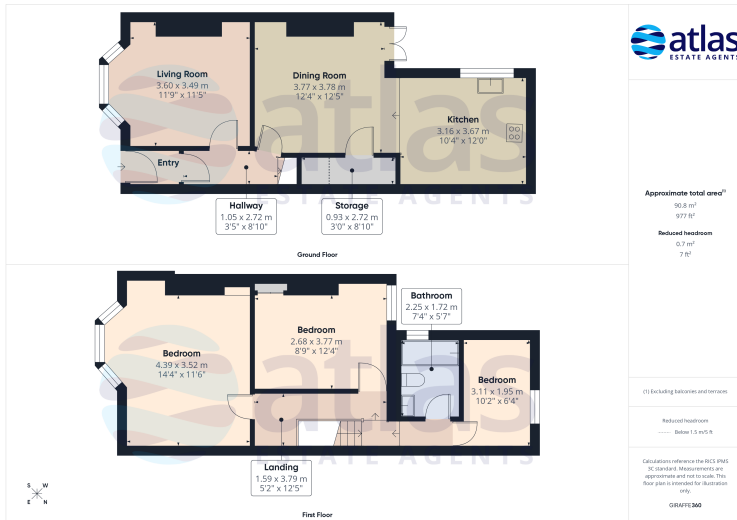 Living Room
3.60 x 3.49 m
11'9" x 11'5"
Dining Room
3.77 x 3.78 m
12'4" x 12'5"
Kitchen
3.16 x 3.67 m
10'4" x 12'0"
Entry
Hallway
1.05 x 2.72 m
3'5" x 8'10"
Storage
0.93 x 2.72 m
3'0" x 8'10"
atlas
ESTATE AGENTS
Ground Floor
Bedroom
4.39 x 3.52 m
14'4" x 11'6"
Bedroom
2.68 x 3.77 m
8'9" x 12'4"
Bathroom
2.25 x 1.72 m
7'4" x 5'7"
Bedroom
3.11 x 1.95 m
10'2" x 6'4"
Landing
1.59 x 3.79 m
5'2" x 12'5"
atlas
ESTATE AGENTS
S W
E N
First Floor
atlas
ESTATE AGENTS
Approximate total area(1)
90.8 m²
977 ft²
Reduced headroom
0.7 m²
7 ft²
(1) Excluding balconies and terraces
Reduced headroom
Below 1.5 m/5 ft
Calculations reference the RICS IPMS
3C standard. Measurements are
approximate and not to scale. This
floor plan is intended for illustration
only.
GIRAFFE360